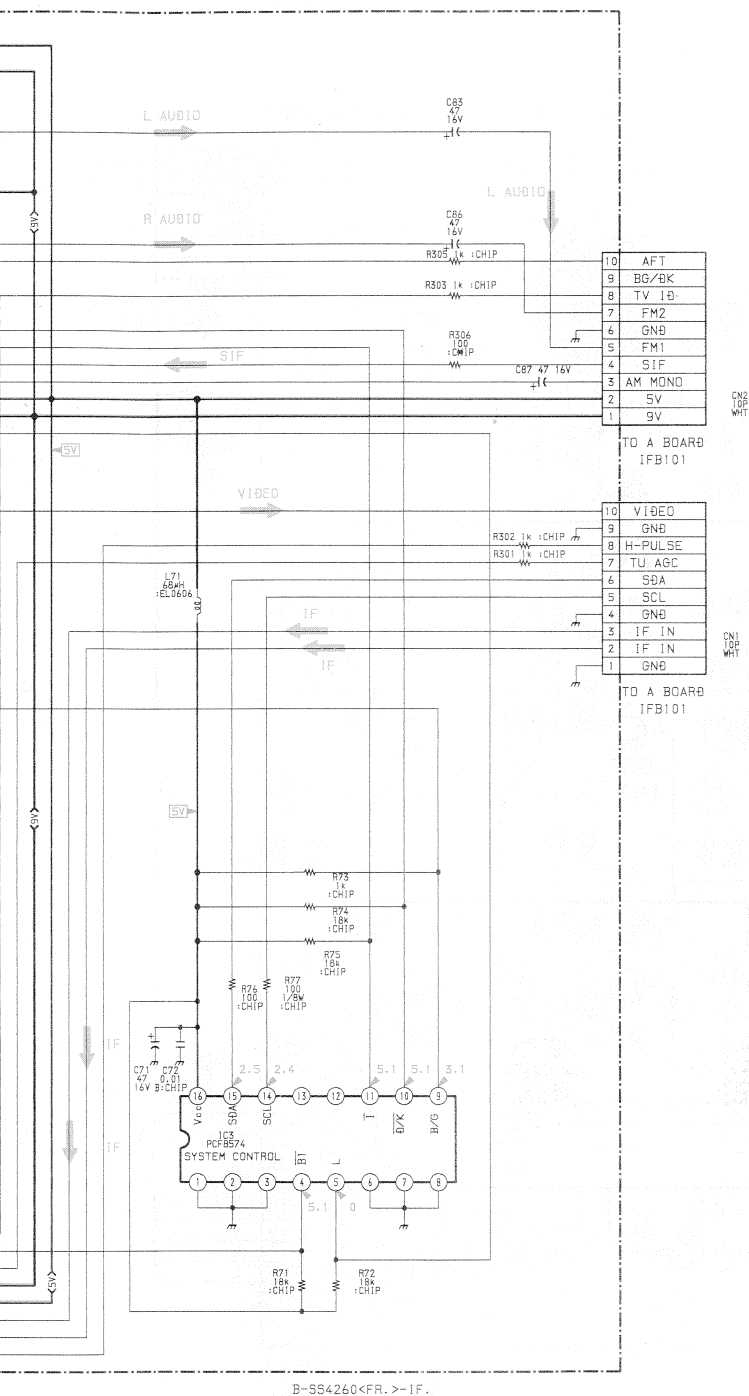 L AUDIO
C83
47
16V
L AUDIO
R AUDIO
C86
47
16V
R305 1k :CHIP
R303 1k :CHIP
R306
100
:CHIP
SIF
C87 47 16V
10 AFT
9 BG/DK
8 TV ID
7 FM2
6 GND
5 FM1
4 SIF
3 AM MONO
2 5V
1 9V
CN2
10P
WHT
TO A BOARD
IFB101
9V
5V
VIDEO
R302 1k :CHIP
R301 1k :CHIP
10 VIDEO
9 GND
8 H-PULSE
7 TU AGC
6 SDA
5 SCL
4 GND
3 IF IN
2 IF IN
1 GND
CN1
10P
WHT
TO A BOARD
IFB101
L71
68µH
:EL0606
IF
IF
9V
5V
R73
1k
:CHIP
R74
18k
:CHIP
R75
18k
:CHIP
R76
100
:CHIP
R77
100
1/8W
:CHIP
IF
C71
47
16V
C72
0.01
B:CHIP
2.5
2.4
5.1
5.1
3.1
16 15 14 13 12 11 10 9
Vcc
SDA
SCL
I
D/K
B/G
IC3
PCF8574
SYSTEM CONTROL
IF
B1
L
1 2 3 4 5 6 7 8
5.1
0
R71
18k
:CHIP
R72
18k
:CHIP
5V
B-SS4260<FR.>-IF.